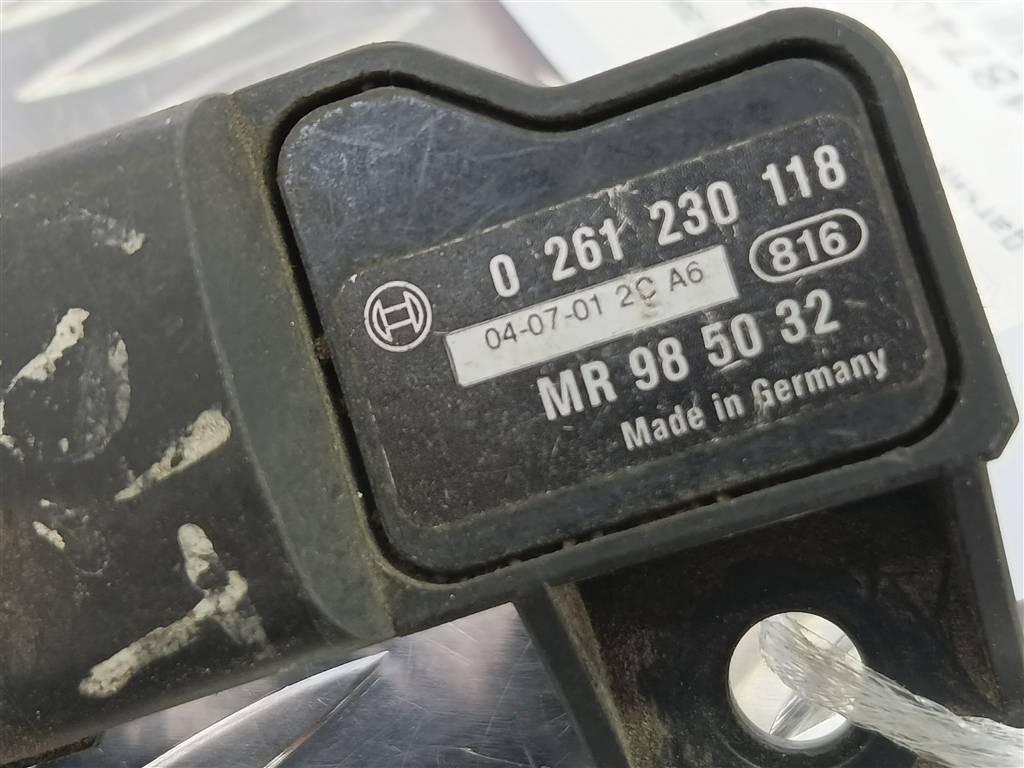 0 261 230 118
04-07-01 2C A6
816
MR 98 50 32
Made in Germany